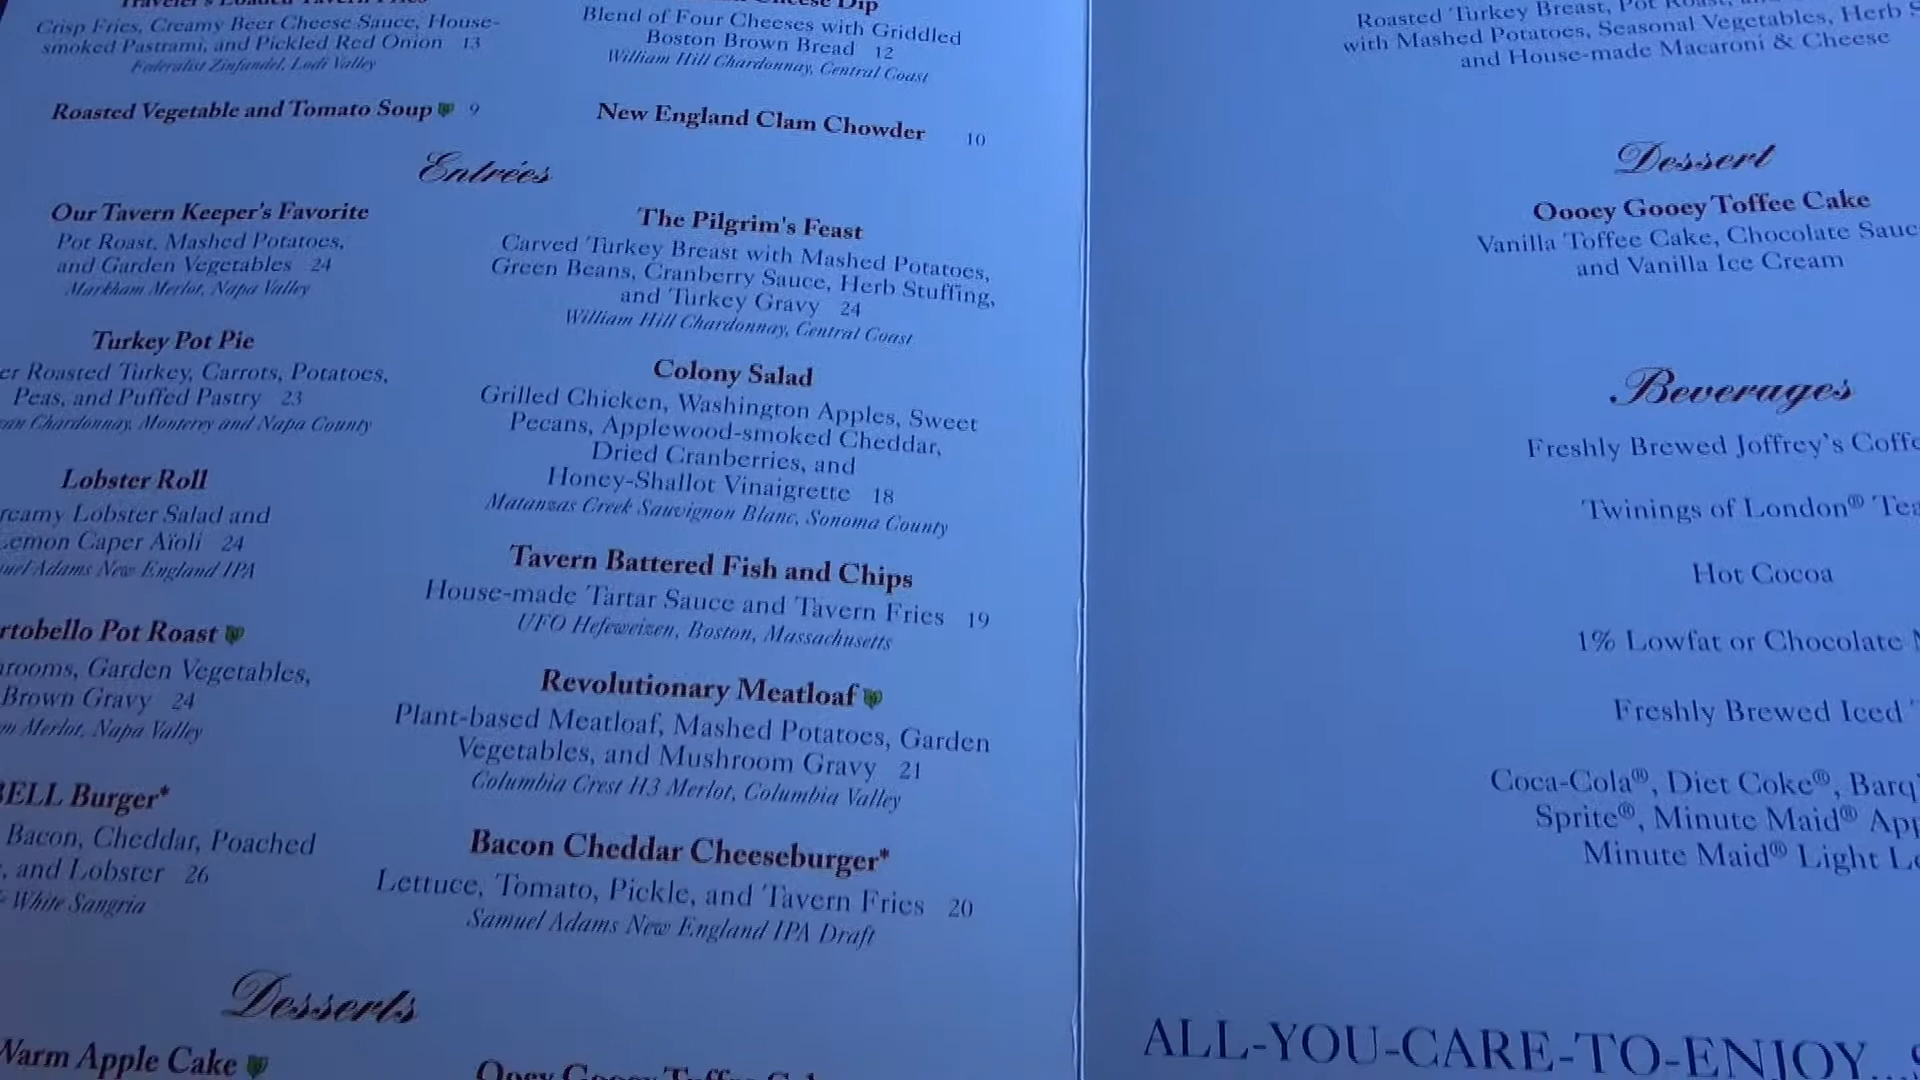 Crisp Fries, Creamy Beer Cheese Sauce, House-
smoked Pastrami, and Pickled Red Onion 13
Federalist Zinfandel, Lodi Valley
Roasted Vegetable and Tomato Soup 9
Cheese Dip
Blend of Four Cheeses with Griddled
Boston Brown Bread 12
William Hill Chardonnay, Central Coast
New England Clam Chowder 10
Entrées
Our Tavern Keeper's Favorite
Pot Roast, Mashed Potatoes,
and Garden Vegetables 24
Markham Merlot, Napa Valley
Turkey Pot Pie
Roasted Turkey, Carrots, Potatoes,
Peas, and Puffed Pastry 23
Chardonnay, Monterey and Napa County
Lobster Roll
Lobster Salad and
Lemon Caper Aïoli 24
Adams New England IPA
Pot Roast
Garden Vegetables,
Brown Gravy 24
Merlot, Napa Valley
Burger*
Bacon, Cheddar, Poached
and Lobster 26
White Sangria
The Pilgrim's Feast
Carved Turkey Breast with Mashed Potatoes,
Green Beans, Cranberry Sauce, Herb Stuffing,
and Turkey Gravy 24
William Hill Chardonnay, Central Coast
Colony Salad
Grilled Chicken, Washington Apples, Sweet
Pecans, Applewood-smoked Cheddar,
Dried Cranberries, and
Honey-Shallot Vinaigrette 18
Matanzas Creek Sauvignon Blanc, Sonoma County
Tavern Battered Fish and Chips
House-made Tartar Sauce and Tavern Fries 19
UFO Hefeweizen, Boston, Massachusetts
Revolutionary Meatloaf
Plant-based Meatloaf, Mashed Potatoes, Garden
Vegetables, and Mushroom Gravy 21
Columbia Crest H3 Merlot, Columbia Valley
Bacon Cheddar Cheeseburger*
Lettuce, Tomato, Pickle, and Tavern Fries 20
Samuel Adams New England IPA Draft
Desserts
Warm Apple Cake
Roasted Turkey Breast, Pot Roast,
with Mashed Potatoes, Seasonal Vegetables, Herb
and House-made Macaroni & Cheese
Dessert
Oooey Gooey Toffee Cake
Vanilla Toffee Cake, Chocolate
and Vanilla Ice Cream
Beverages
Freshly Brewed Joffrey's
Twinings of London®
Hot Cocoa
1% Lowfat or Chocolate
Freshly Brewed Iced
Coca-Cola®, Diet Coke®,
Sprite®, Minute Maid®
Minute Maid® Light
ALL-YOU-CARE-TO-ENJOY